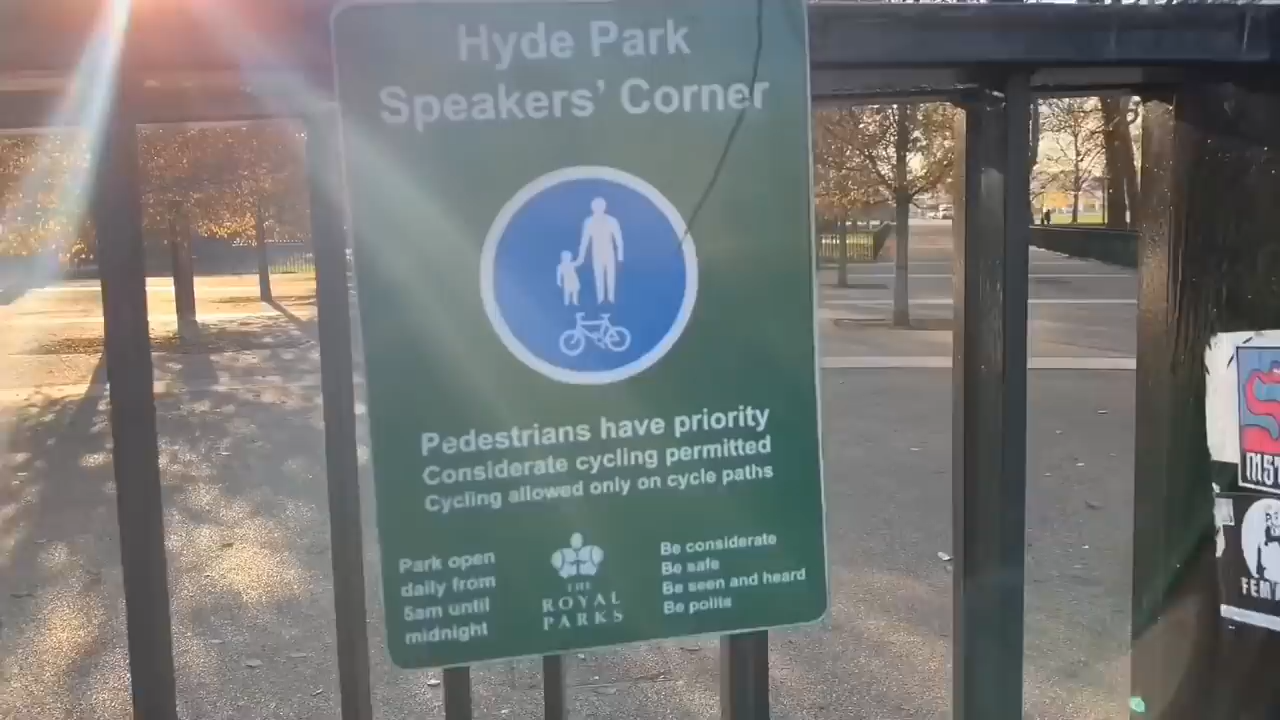 Hyde Park
Speakers' Corner
Pedestrians have priority
Considerate cycling permitted
Cycling allowed only on cycle paths
Park open
daily from
5am until
midnight
THE
ROYAL
PARKS
Be considerate
Be safe
Be seen and heard
Be polite